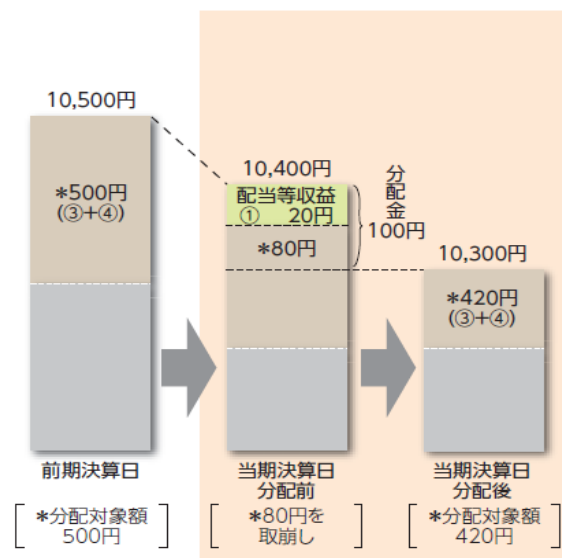 10,500円
*500円
(③+④)
10,400円
配当等収益
① 20円
*80円
分配金
100円
10,300円
*420円
(③+④)
前期決算日
*分配対象額
500円
当期決算日
分配前
*80円を
取崩し
当期決算日
分配後
*分配対象額
420円